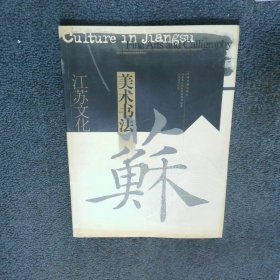 Culture in Jiangsu
Fine Arts and Calligraphy
江苏文化
美术书法
蘇